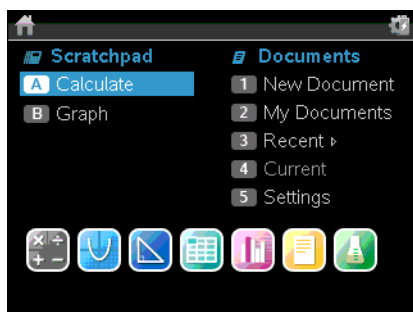 Scratchpad
A Calculate
B Graph
Documents
1 New Document
2 My Documents
3 Recent ▹
4 Current
5 Settings